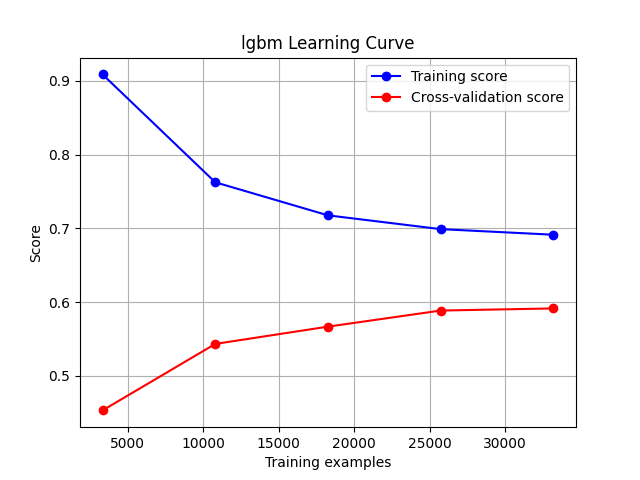 lgbm Learning Curve
Training score
Cross-validation score
Score
0.9
0.8
0.7
0.6
0.5
5000 10000 15000 20000 25000 30000
Training examples